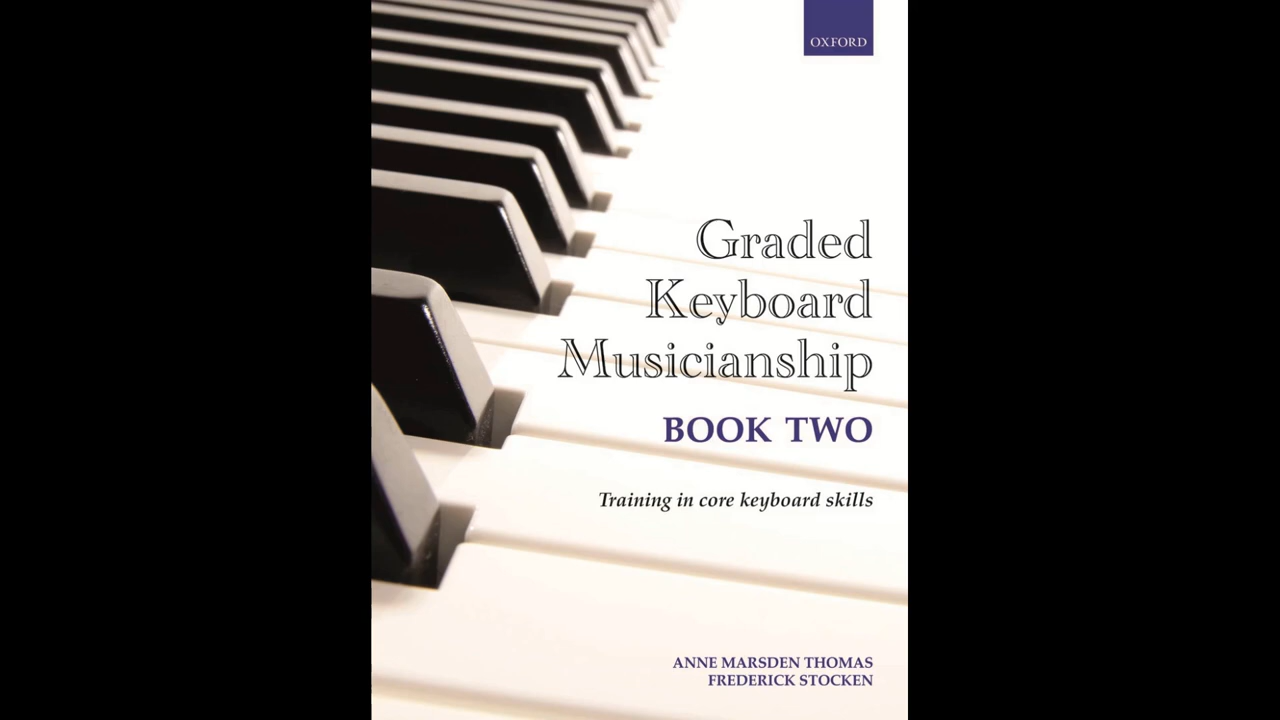 OXFORD
Graded
Keyboard
Musicianship
BOOK TWO
Training in core keyboard skills
ANNE MARSDEN THOMAS
FREDERICK STOCKEN